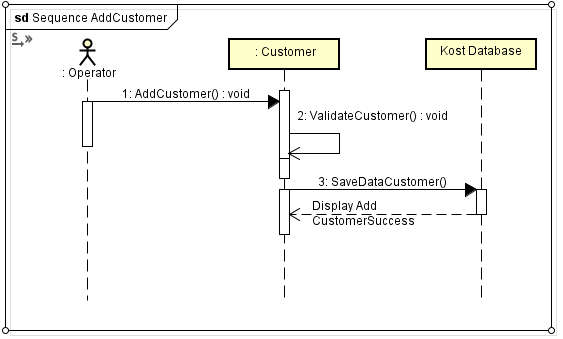 sd Sequence AddCustomer
S
: Operator
: Customer
Kost Database
1: AddCustomer() : void
2: ValidateCustomer() : void
3: SaveDataCustomer()
Display Add
CustomerSuccess